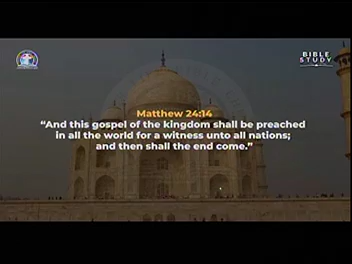 BIBLE
STUDY
Matthew 24:14
“And this gospel of the kingdom shall be preached
in all the world for a witness unto all nations;
and then shall the end come.”